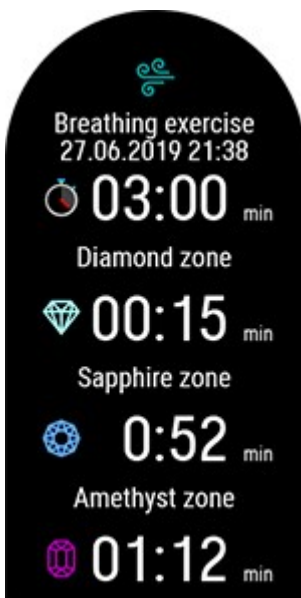 Breathing exercise
27.06.2019 21:38
03:00 min
Diamond zone
00:15 min
Sapphire zone
0:52 min
Amethyst zone
01:12 min